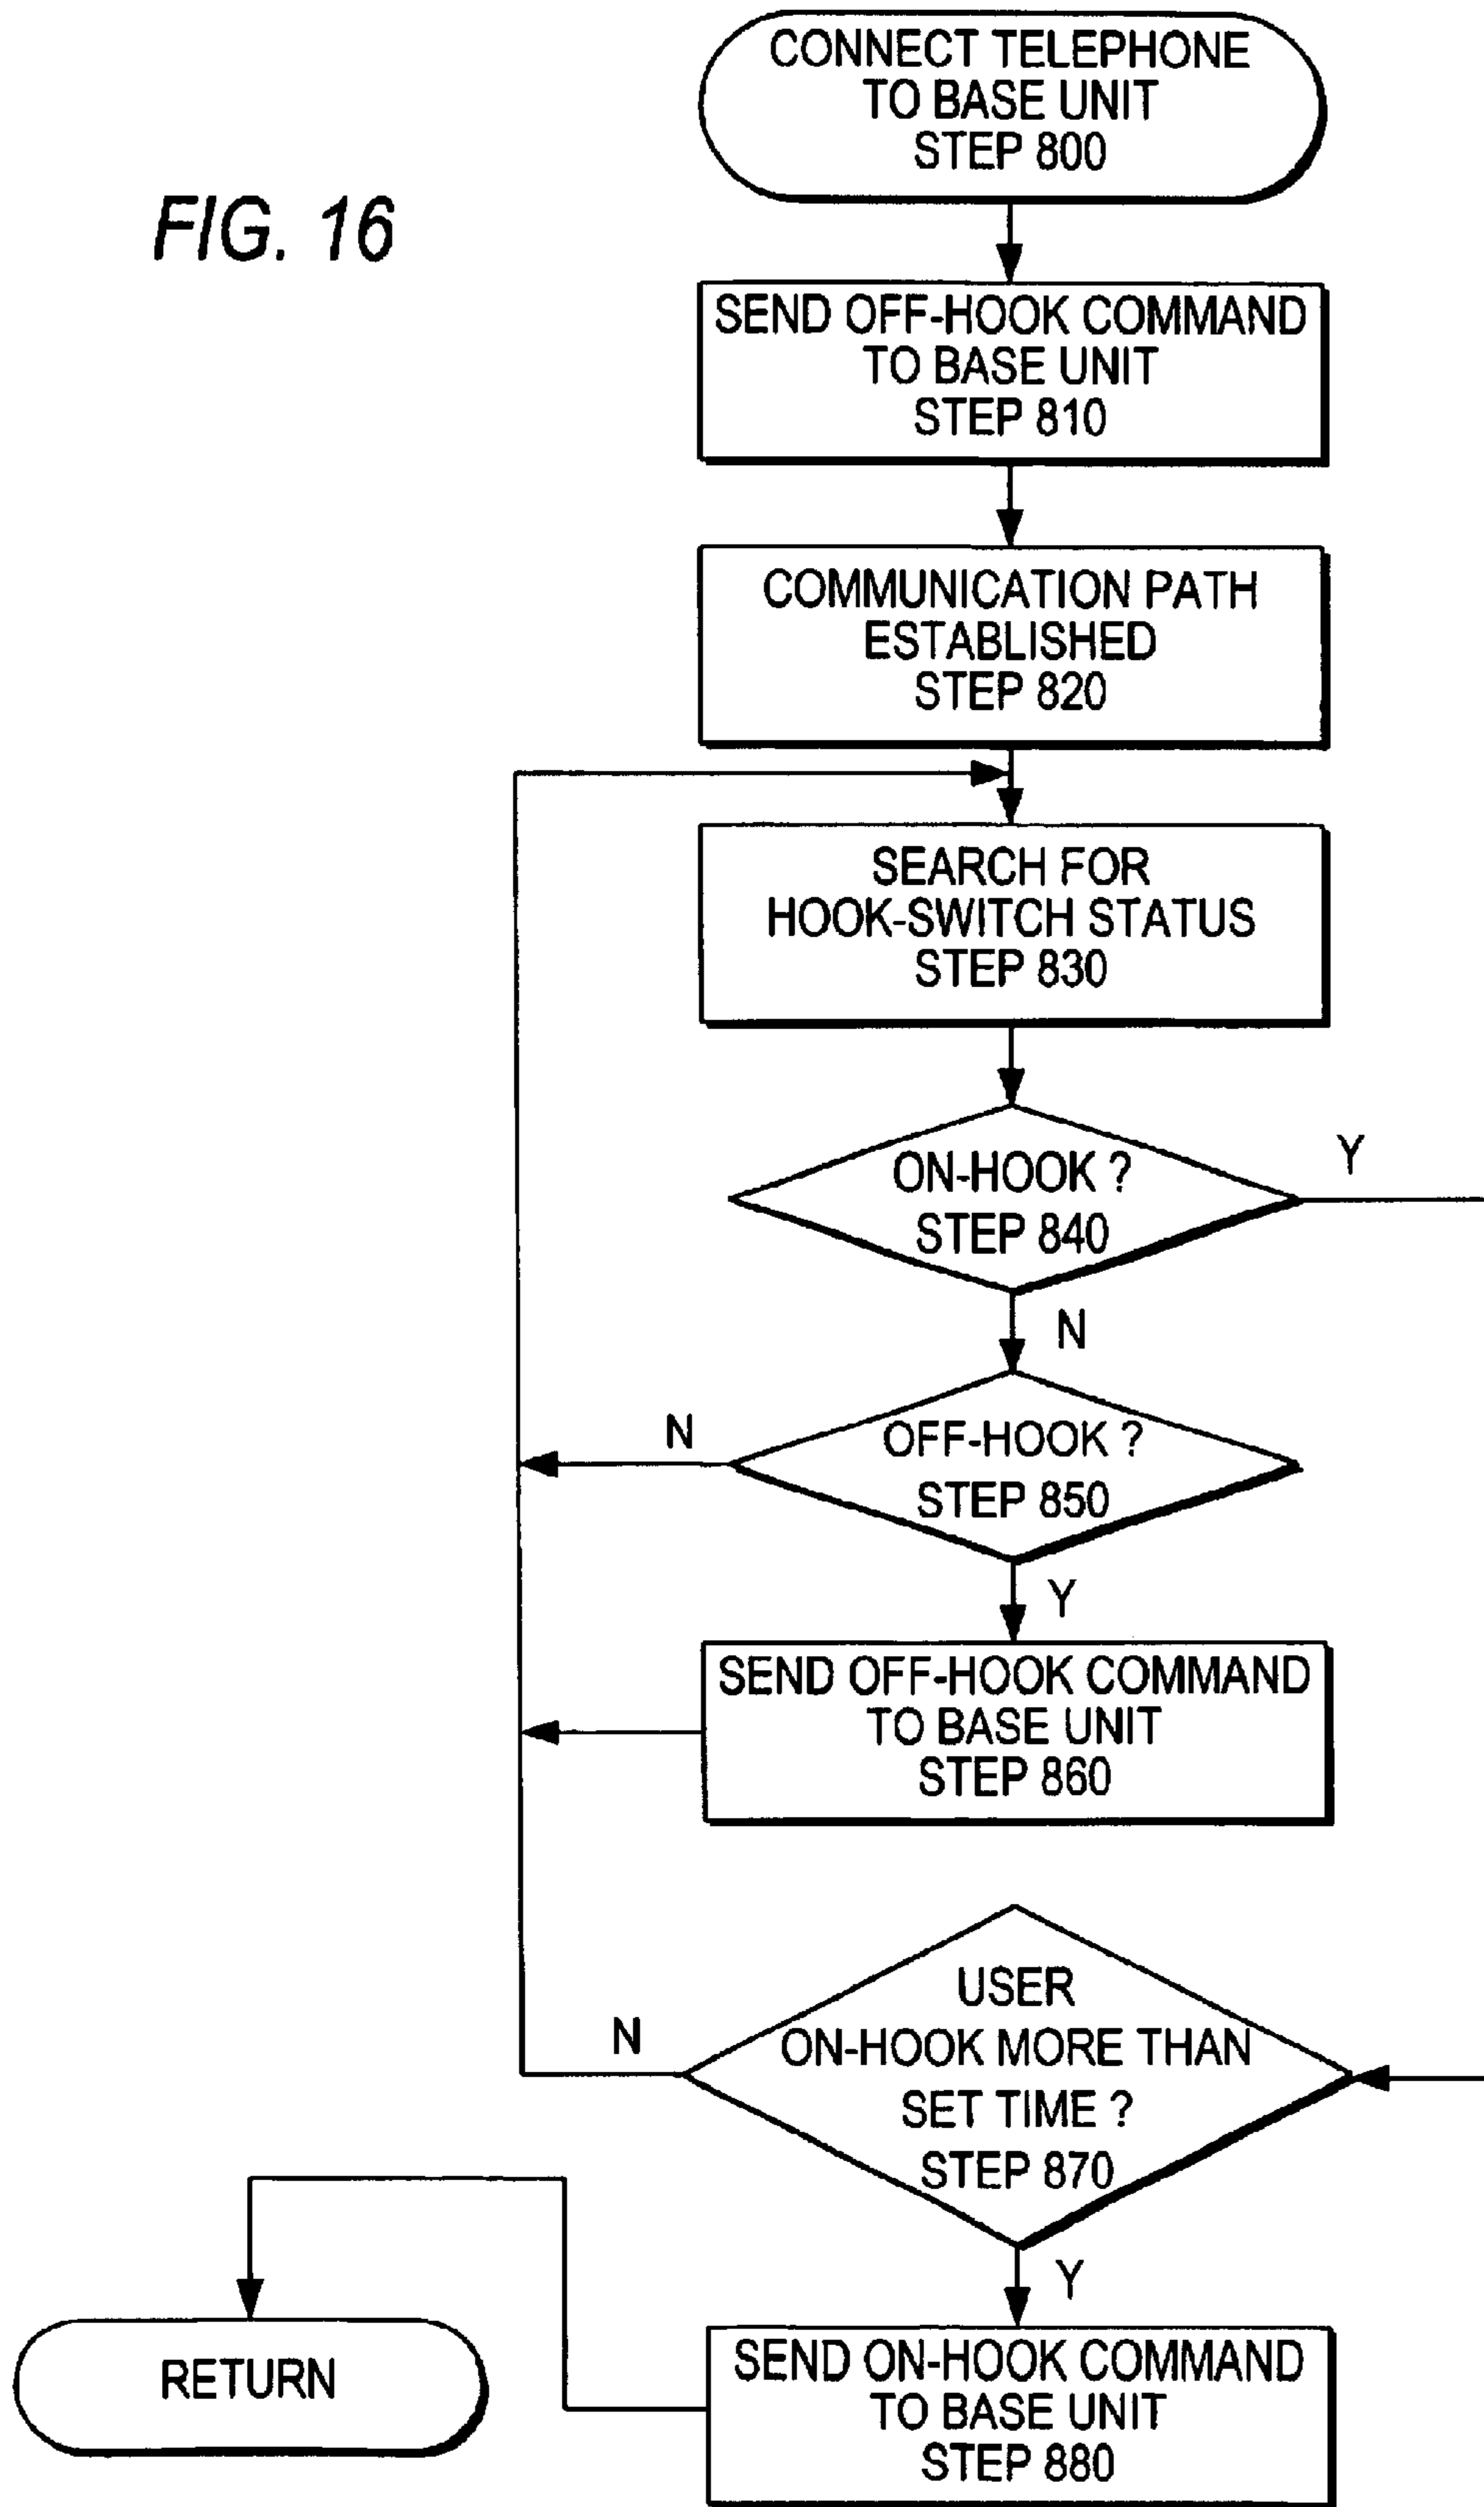 FIG. 16
CONNECT TELEPHONE
TO BASE UNIT
STEP 800
SEND OFF-HOOK COMMAND
TO BASE UNIT
STEP 810
COMMUNICATION PATH
ESTABLISHED
STEP 820
SEARCH FOR
HOOK-SWITCH STATUS
STEP 830
ON-HOOK ?
STEP 840
Y
N
OFF-HOOK ?
STEP 850
N
Y
SEND OFF-HOOK COMMAND
TO BASE UNIT
STEP 860
USER
ON-HOOK MORE THAN
SET TIME ?
STEP 870
N
Y
SEND ON-HOOK COMMAND
TO BASE UNIT
STEP 880
RETURN